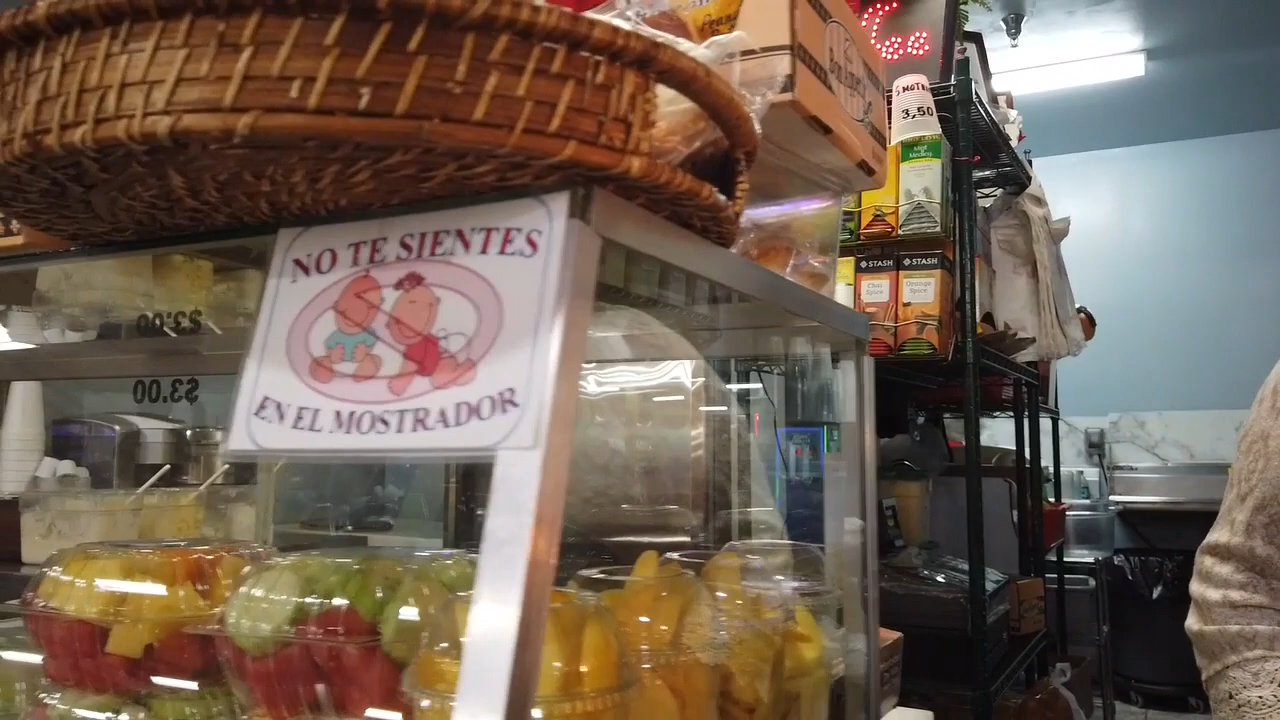 NO TE SIENTES
EN EL MOSTRADOR
$3.00
$3.00
3,50
Mint
Medley
STASH
Chai
Spice
STASH
Orange
Spice